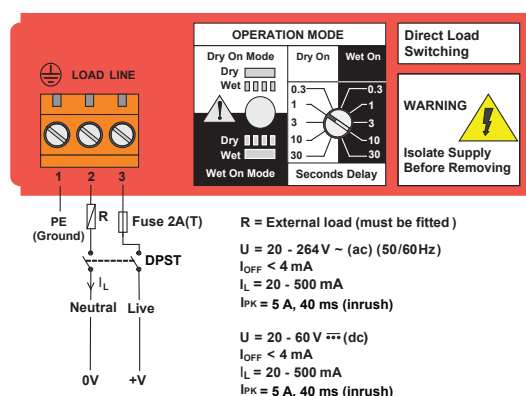 OPERATION MODE
Dry On Mode
Dry
Wet
Dry
Wet
Wet On Mode
Dry On
Wet On
0.3
0.3
1
1
3
3
10
10
30
30
Seconds Delay
Direct Load
Switching
WARNING
Isolate Supply
Before Removing
LOAD LINE
1
2
3
PE
(Ground)
R
Fuse 2A(T)
DPST
IL
Neutral
Live
0V
+V
R = External load (must be fitted)
U = 20 - 264 V ~ (ac) (50/60Hz)
IOFF < 4 mA
IL = 20 - 500 mA
IPK = 5 A, 40 ms (inrush)
U = 20 - 60 V ⎓ (dc)
IOFF < 4 mA
IL = 20 - 500 mA
IPK = 5 A, 40 ms (inrush)